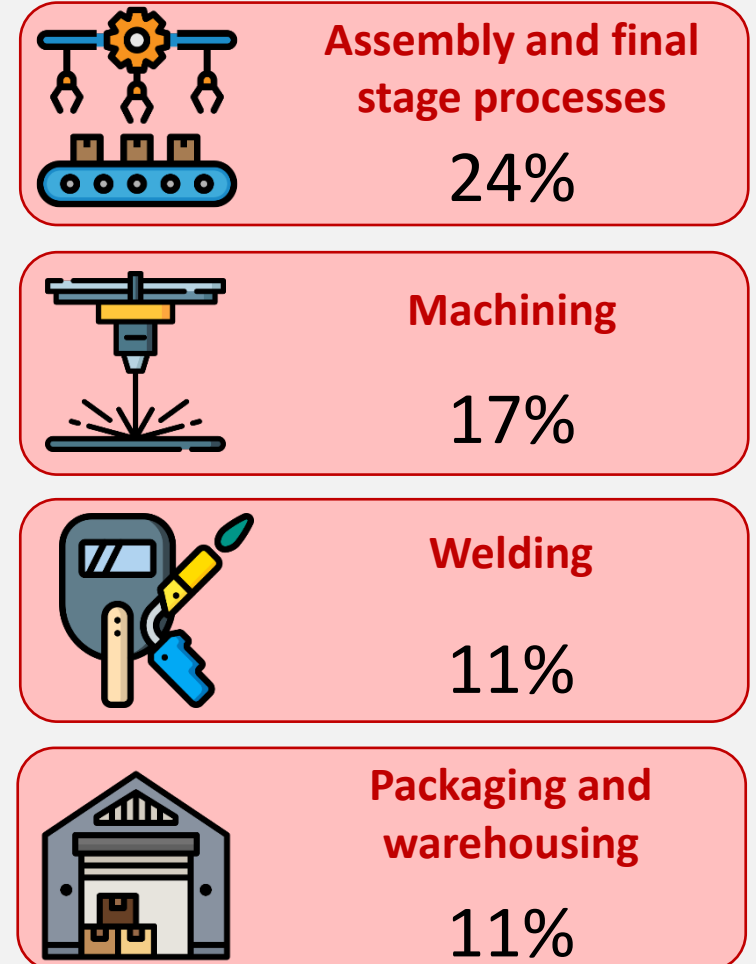 Assembly and final
stage processes
24%
Machining
17%
Welding
11%
Packaging and
warehousing
11%